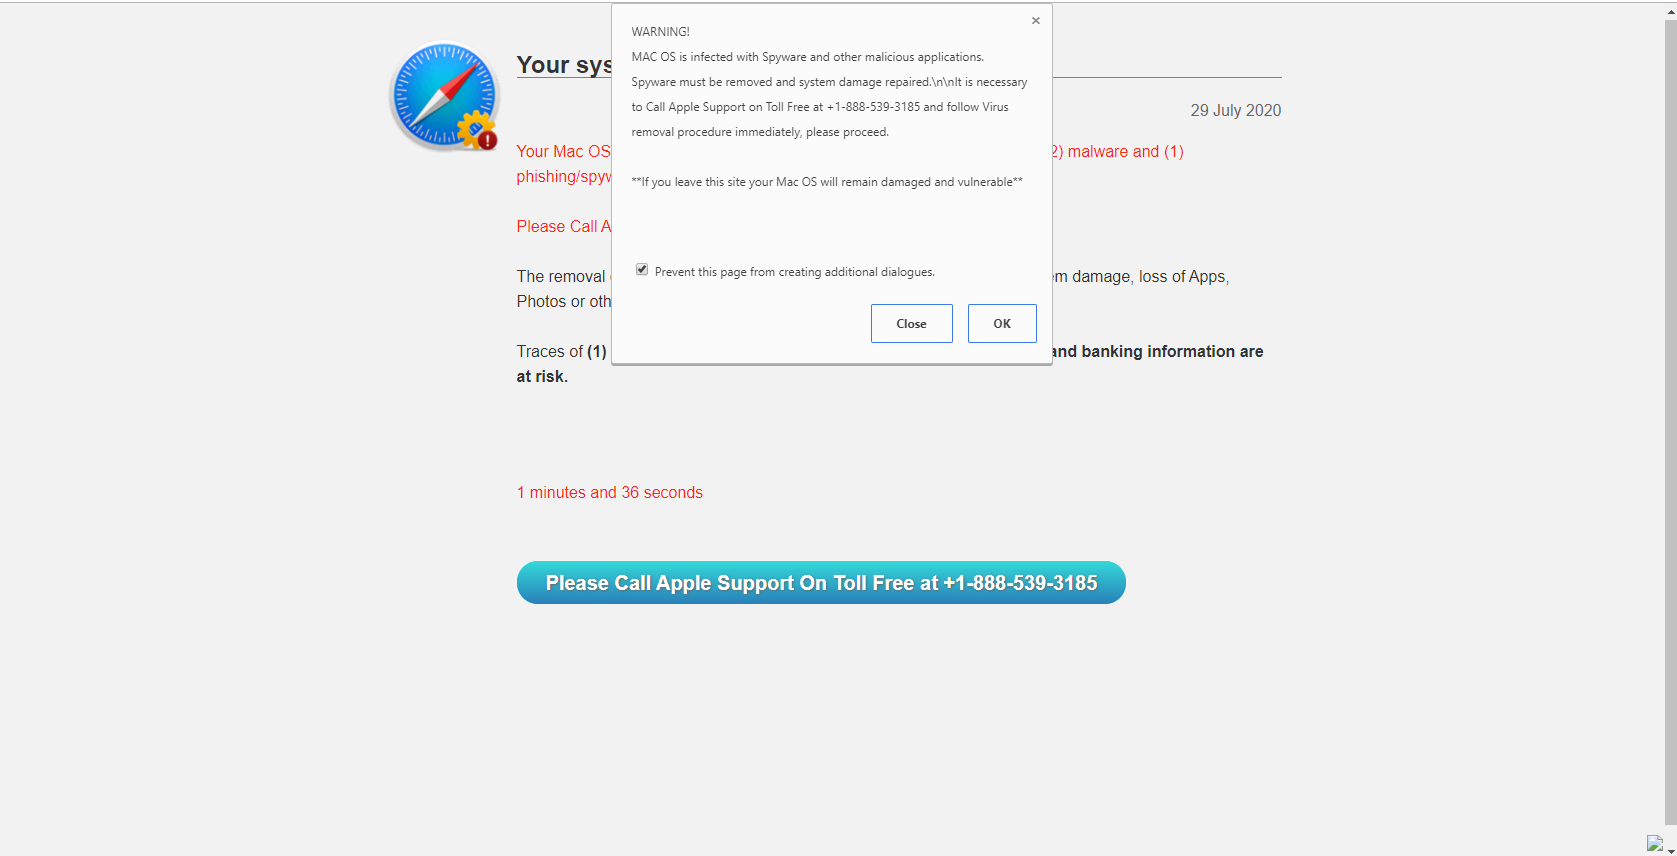 WARNING!
MAC OS is infected with Spyware and other malicious applications.
Spyware must be removed and system damage repaired.\n\nIt is necessary
to Call Apple Support on Toll Free at +1-888-539-3185 and follow Virus
removal procedure immediately, please proceed.
**If you leave this site your Mac OS will remain damaged and vulnerable**
Prevent this page from creating additional dialogues.
Close OK
Your sys
29 July 2020
Your Mac OS 2) malware and (1)
phishing/spyw
Please Call A
The removal em damage, loss of Apps,
Photos or oth
Traces of (1) and banking information are
at risk.
1 minutes and 36 seconds
Please Call Apple Support On Toll Free at +1-888-539-3185